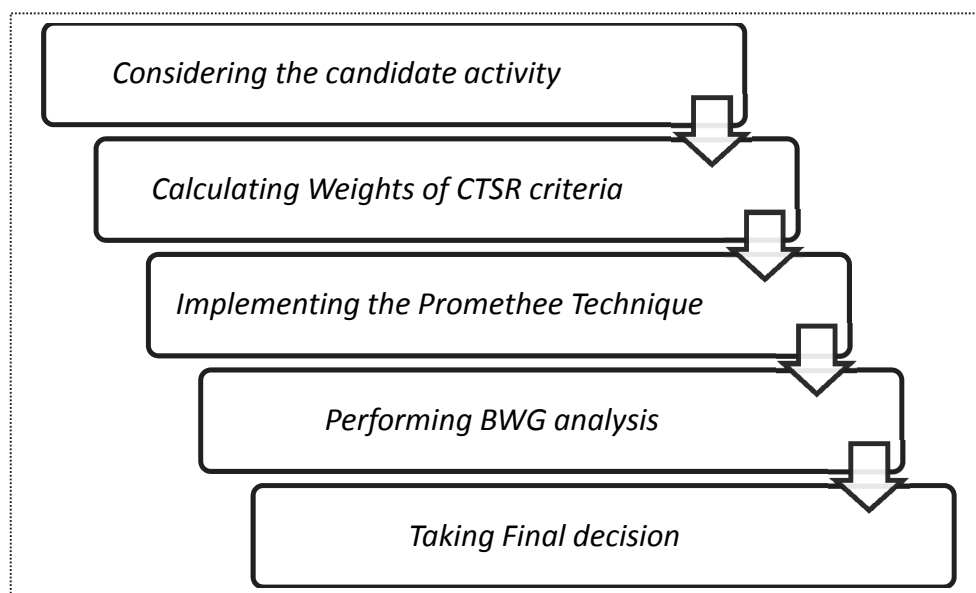 Considering the candidate activity
Calculating Weights of CTSR criteria
Implementing the Promethee Technique
Performing BWG analysis
Taking Final decision